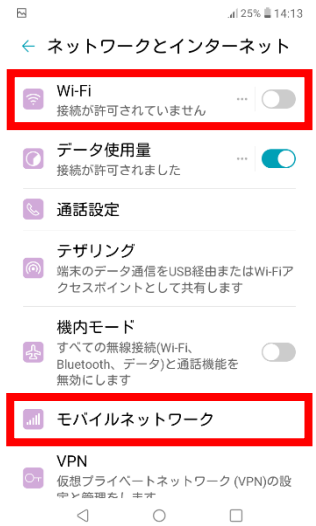 25% 14:13
← ネットワークとインターネット
Wi-Fi
接続が許可されていません
データ使用量
接続が許可されました
通話設定
テザリング
端末のデータ通信をUSB経由またはWi-Fiア
クセスポイントとして共有します
機内モード
すべての無線接続(Wi-Fi、
Bluetooth、データ)と通話機能を
無効にします
モバイルネットワーク
VPN
仮想プライベートネットワーク (VPN)の設
定と管理をします